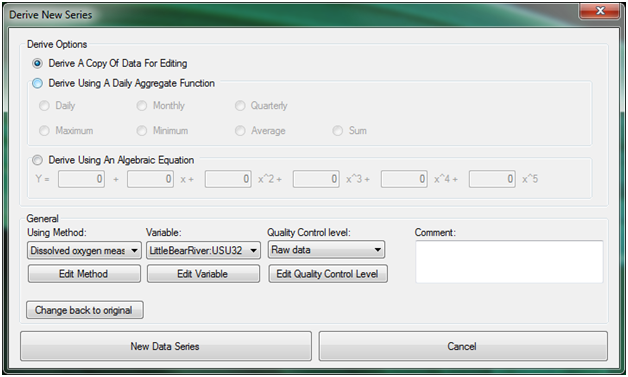 Derive New Series
Derive Options
Derive A Copy Of Data For Editing
Derive Using A Daily Aggregate Function
Daily Monthly Quarterly
Maximum Minimum Average Sum
Derive Using An Algebraic Equation
Y = 0 + 0 x + 0 x^2 + 0 x^3 + 0 x^4 + 0 x^5
General
Using Method: Variable: Quality Control level: Comment:
Dissolved oxygen meas LittleBearRiver:USU32 Raw data
Edit Method Edit Variable Edit Quality Control Level
Change back to original
New Data Series Cancel